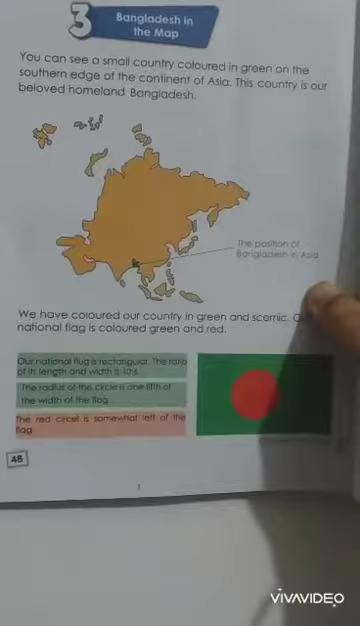 3
Bangladesh in
the Map
You can see a small country coloured in green on the
southern edge of the continent of Asia. This country is our
beloved homeland Bangladesh.
The position of
Bangladesh in Asia
We have coloured our country in green and scenic.
national flag is coloured green and red.
Our national flag is rectangular. The ratio
of its length and width is 10:6
The radius of the circle is one fifth of
the width of the flag
The red circel is somewhat left of the
flag
48
VIVAVIDEO